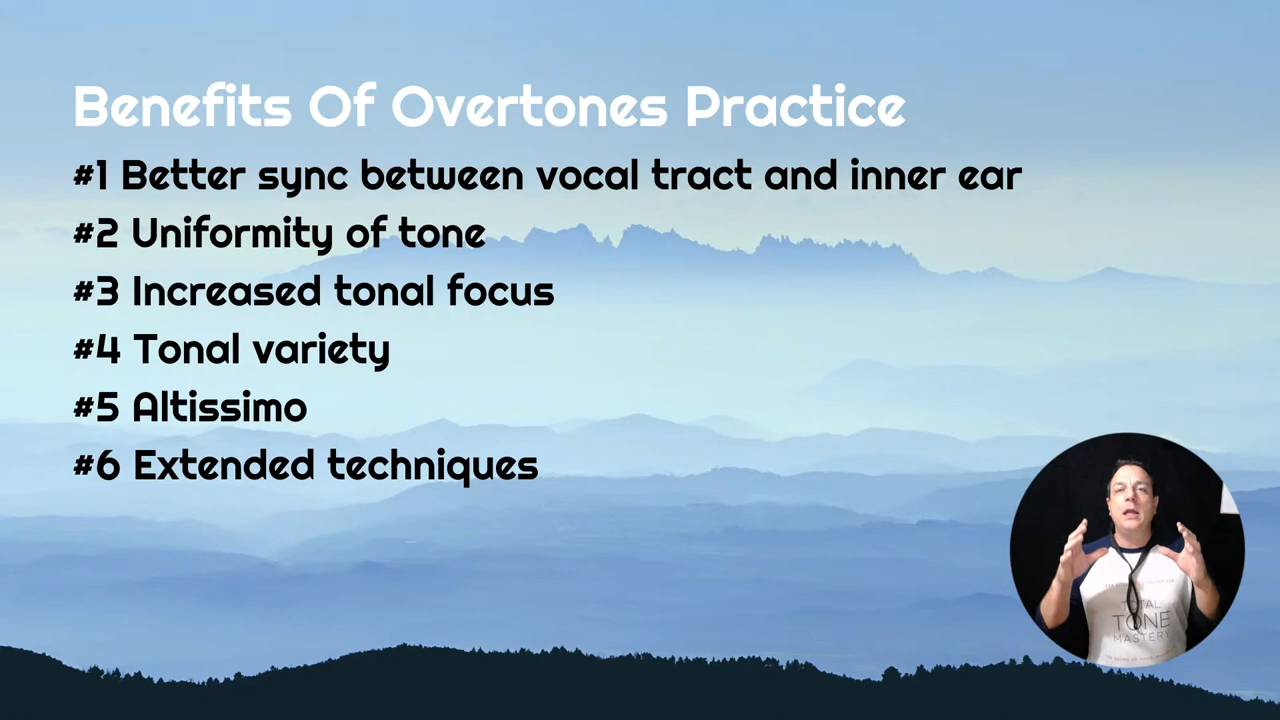 Benefits Of Overtones Practice
#1 Better sync between vocal tract and inner ear
#2 Uniformity of tone
#3 Increased tonal focus
#4 Tonal variety
#5 Altissimo
#6 Extended techniques
TOTAL
TONE
MASTERY